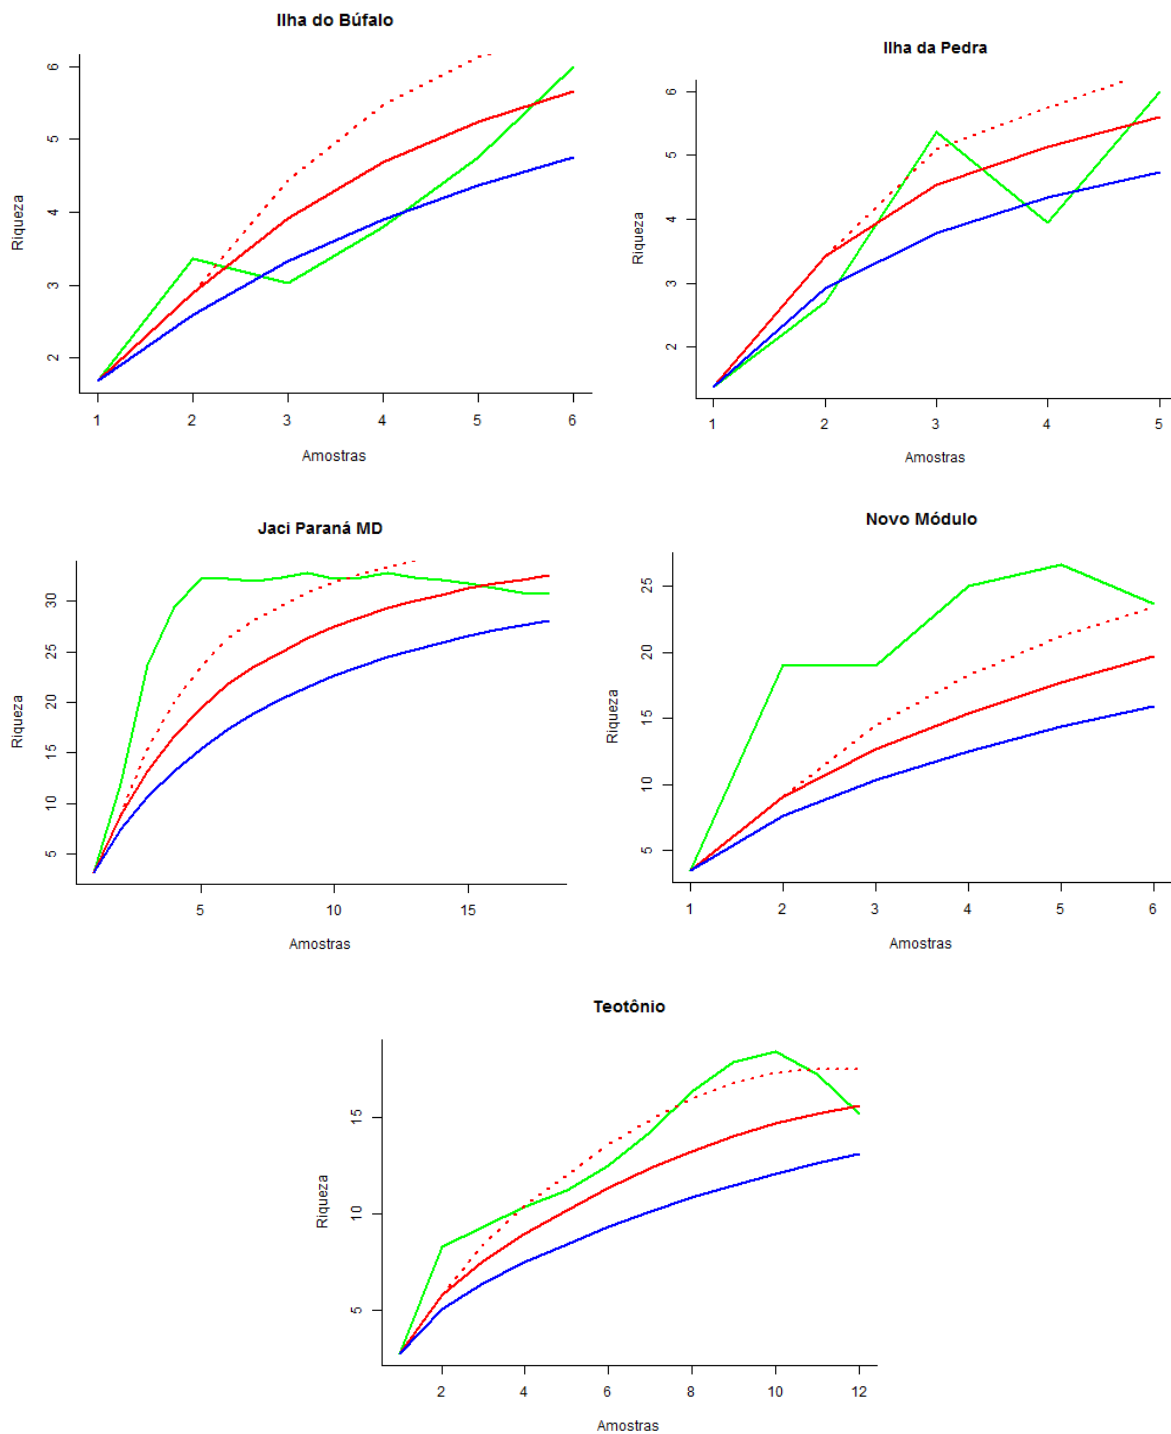 Ilha do Búfalo
Riqueza
6
5
4
3
2
1 2 3 4 5 6
Amostras
Ilha da Pedra
Riqueza
6
5
4
3
2
1 2 3 4 5
Amostras
Jaci Paraná MD
Riqueza
30
25
20
15
10
5
5 10 15
Amostras
Novo Módulo
Riqueza
25
20
15
10
5
1 2 3 4 5 6
Amostras
Teotônio
Riqueza
15
10
5
2 4 6 8 10 12
Amostras